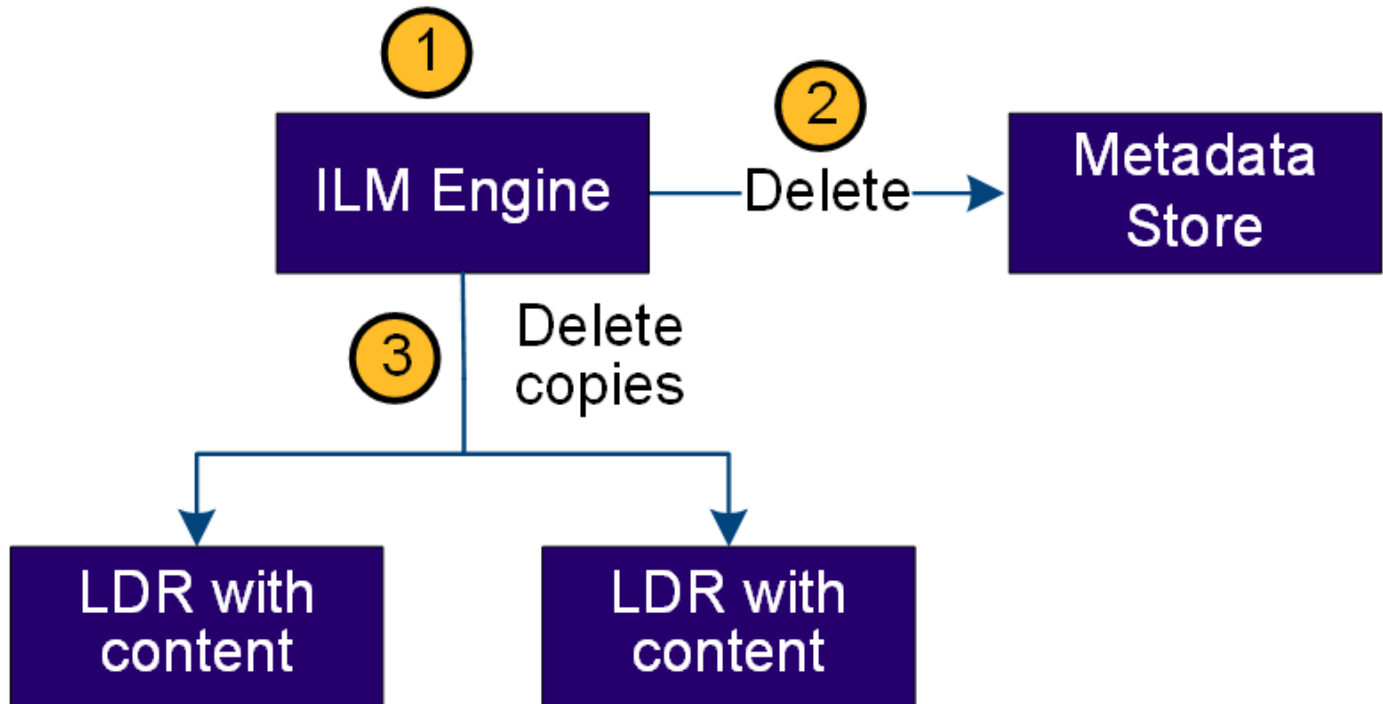 1
2
ILM Engine
Delete
Metadata
Store
3
Delete
copies
LDR with
content
LDR with
content